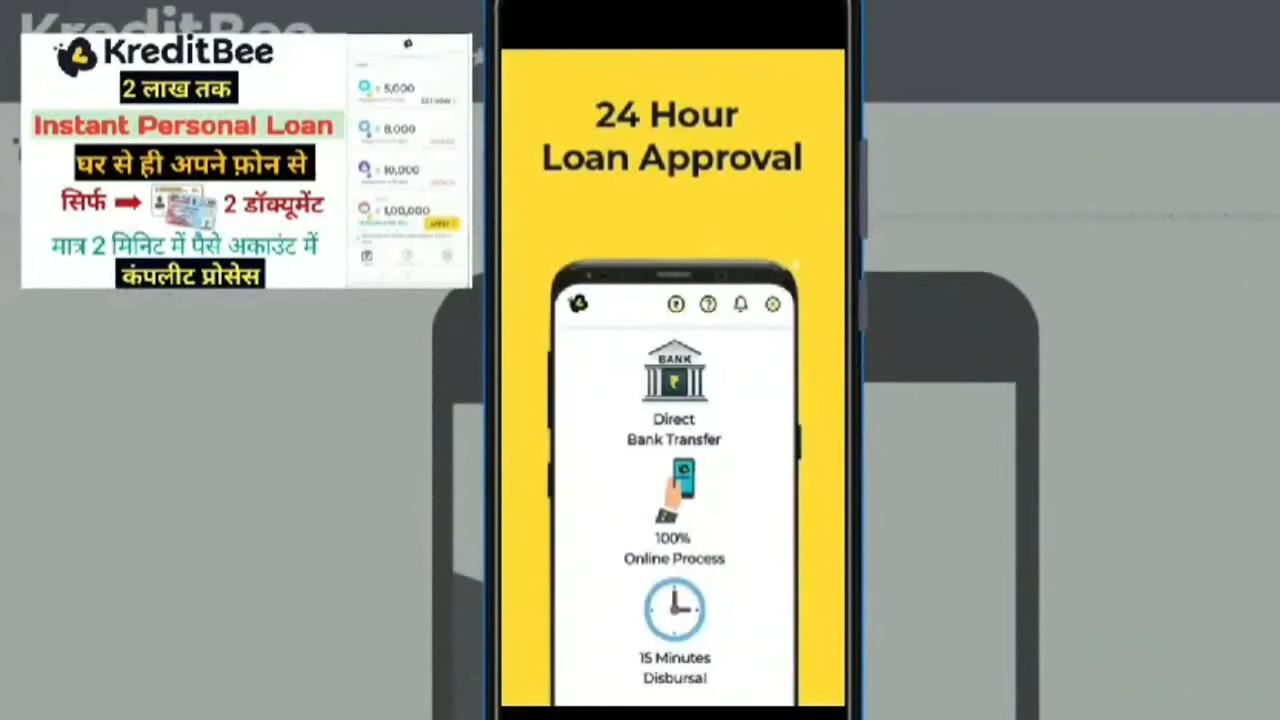 KreditBee
KreditBee
2 लाख तक
Instant Personal Loan
घर से ही अपने फ़ोन से
सिर्फ 2 डॉक्यूमेंट
मात्र 2 मिनिट में पैसे अकाउंट में
कंपलीट प्रोसेस
5,000
8,000
10,000
1,00,000
24 Hour
Loan Approval
BANK
Direct
Bank Transfer
100%
Online Process
15 Minutes
Disbursal